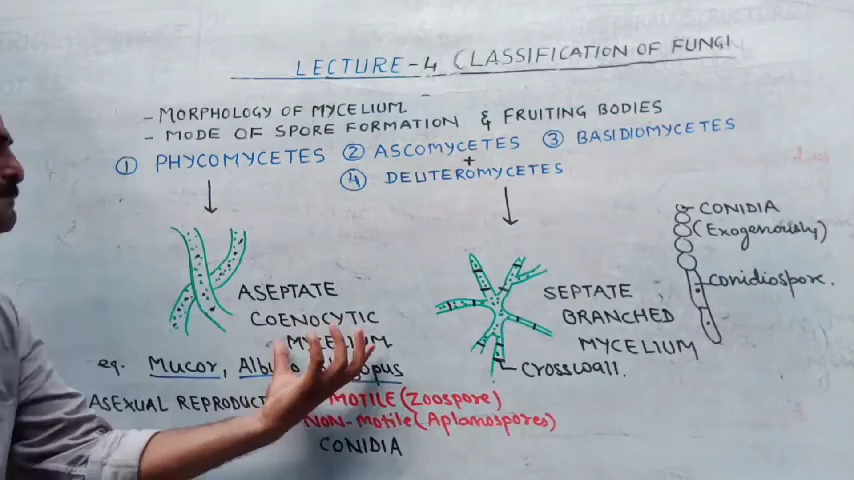 LECTURE-4 CLASSIFICATION OF FUNGI
- MORPHOLOGY OF MYCELIUM
- MODE OF SPORE FORMATION & FRUITING BODIES
① PHYCOMYCETES ② ASCOMYCETES ③ BASIDIOMYCETES
+
④ DEUTEROMYCETES
CONIDIA
(Exogenously)
conidiospore.
ASEPTATE
COENOCYTIC
MYCELIUM
SEPTATE
BRANCHED
MYCELIUM
Crosswall.
eg. Mucor,
ASEXUAL
MOTILE (Zoospore)
NON-Motile (Aplanospores)
CONIDIA